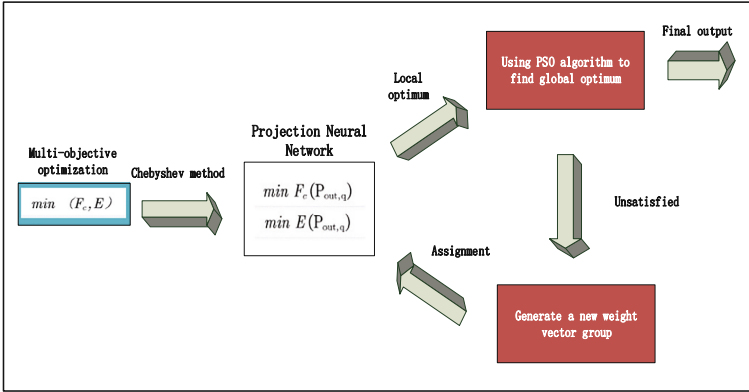 Multi-objective
optimization
min (F_c, E)
Chebyshev method
Projection Neural
Network
min F_c(P_out,q)
min E(P_out,q)
Local
optimum
Using PSO algorithm to
find global optimum
Final output
Unsatisfied
Generate a new weight
vector group
Assignment